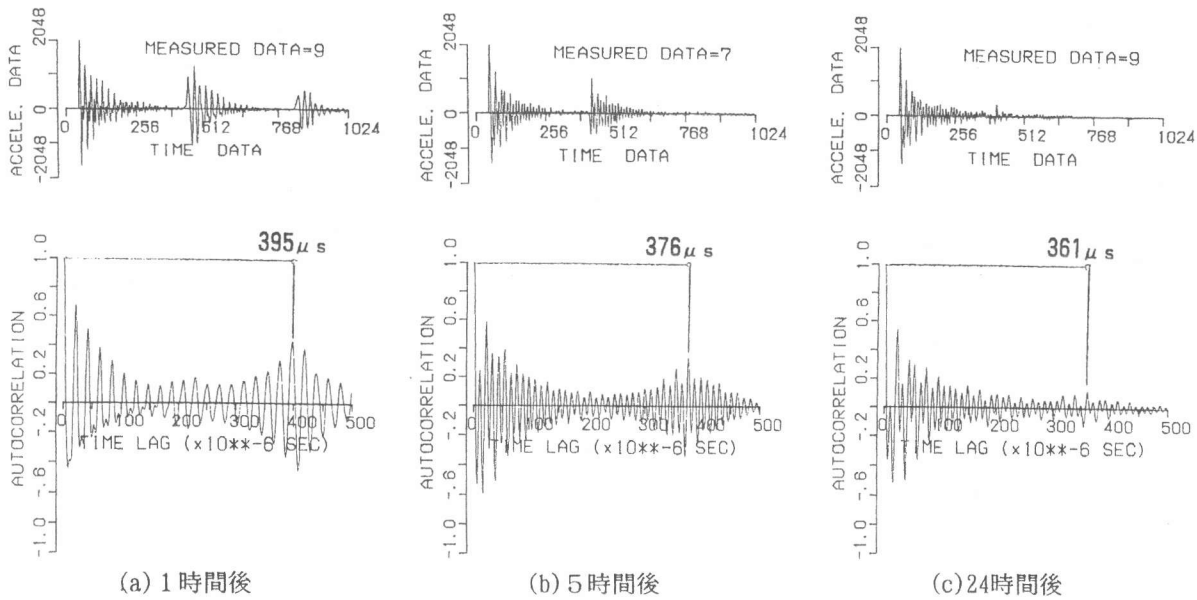 MEASURED DATA=9
ACCELE. DATA
2048
0
-2048
0
256
512
768
1024
TIME DATA
MEASURED DATA=7
ACCELE. DATA
2048
0
-2048
0
256
512
768
1024
TIME DATA
MEASURED DATA=9
ACCELE. DATA
2048
0
-2048
0
256
512
768
1024
TIME DATA
395μs
AUTOCORRELATION
1.0
0.6
0.2
-.2
-.6
-1.0
0
100
200
300
400
500
TIME LAG (x10**-6 SEC)
376μs
AUTOCORRELATION
1.0
0.6
0.2
-.2
-.6
-1.0
0
100
200
300
400
500
TIME LAG (x10**-6 SEC)
361μs
AUTOCORRELATION
1.0
0.6
0.2
-.2
-.6
-1.0
0
100
200
300
400
500
TIME LAG (x10**-6 SEC)
(a) 1時間後
(b) 5時間後
(c) 24時間後